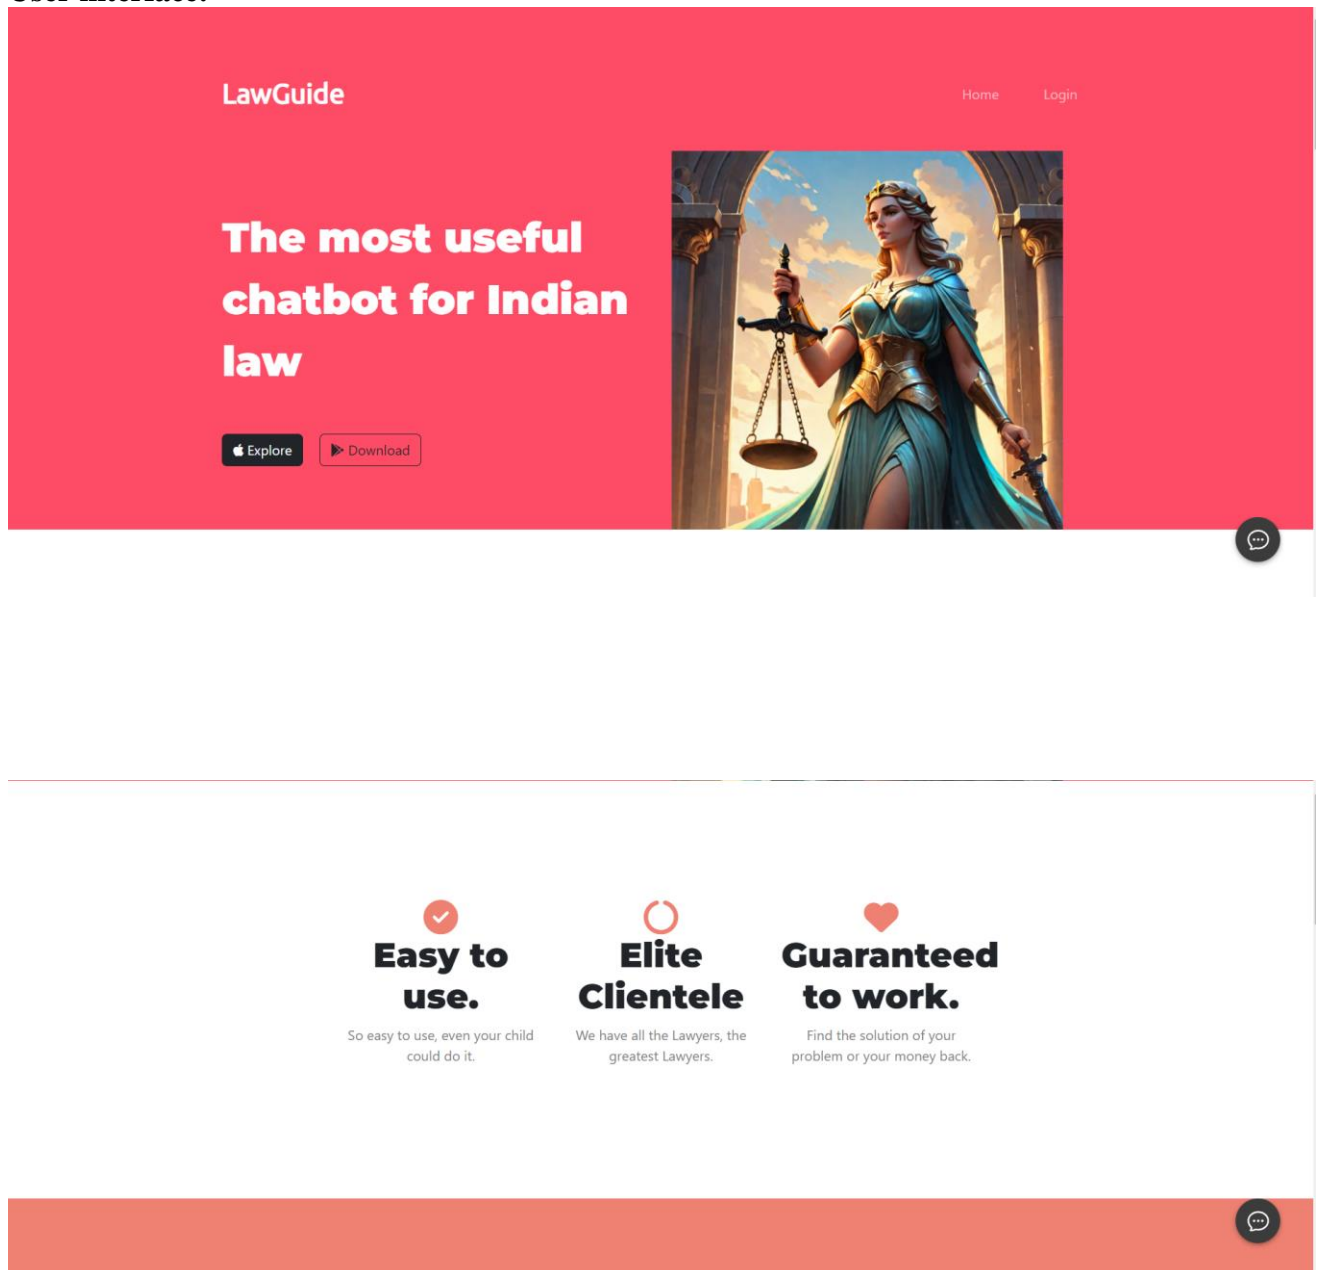 User Interface:
LawGuide
Home Login
The most useful
chatbot for Indian
law
Explore Download
Easy to
use.
So easy to use, even your child
could do it.
Elite
Clientele
We have all the Lawyers, the
greatest Lawyers.
Guaranteed
to work.
Find the solution of your
problem or your money back.